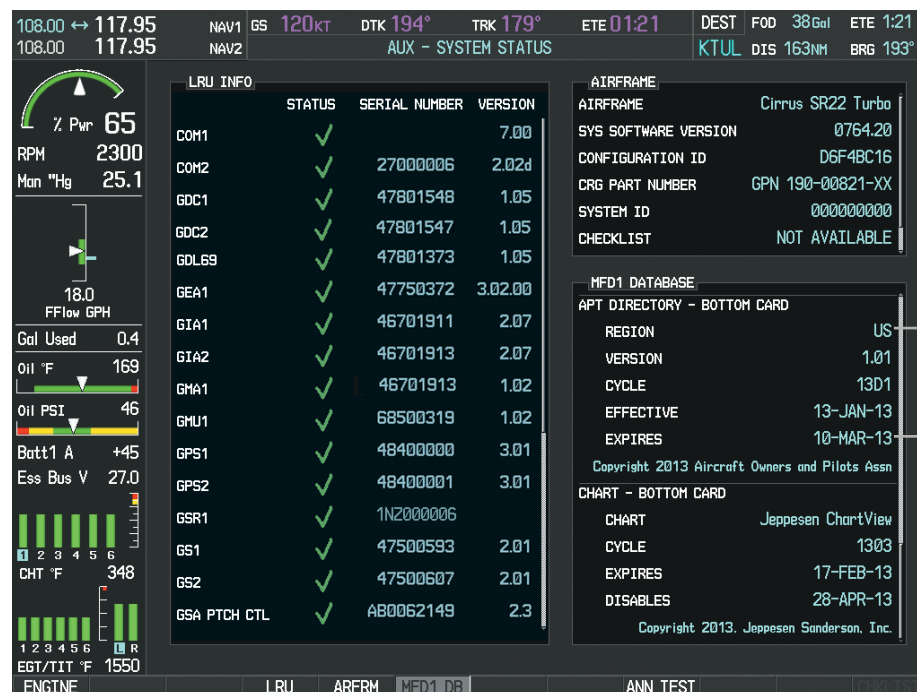 108.00 ↔ 117.95 NAV1 GS 120KT DTK 194° TRK 179° ETE 01:21 DEST FOD 38Gal ETE 1:21
108.00 117.95 NAV2 AUX - SYSTEM STATUS KTUL DIS 163NM BRG 193°
% Pwr 65
RPM 2300
Man "Hg 25.1
18.0
FFlow GPH
Gal Used 0.4
Oil °F 169
Oil PSI 46
Batt1 A +45
Ess Bus V 27.0
1 2 3 4 5 6
CHT °F 348
1 2 3 4 5 6 L R
EGT/TIT °F 1550
LRU INFO
STATUS SERIAL NUMBER VERSION
COM1 7.00
COM2 27000006 2.02d
GDC1 47801548 1.05
GDC2 47801547 1.05
GDL69 47801373 1.05
GEA1 47750372 3.02.00
GIA1 46701911 2.07
GIA2 46701913 2.07
GMA1 46701913 1.02
GMU1 68500319 1.02
GPS1 48400000 3.01
GPS2 48400001 3.01
GSR1 1NZ000006
GS1 47500593 2.01
GS2 47500607 2.01
GSA PTCH CTL AB0062149 2.3
AIRFRAME
AIRFRAME Cirrus SR22 Turbo
SYS SOFTWARE VERSION 0764.20
CONFIGURATION ID D6F4BC16
CRG PART NUMBER GPN 190-00821-XX
SYSTEM ID 000000000
CHECKLIST NOT AVAILABLE
MFD1 DATABASE
APT DIRECTORY - BOTTOM CARD
REGION US
VERSION 1.01
CYCLE 13D1
EFFECTIVE 13-JAN-13
EXPIRES 10-MAR-13
Copyright 2013 Aircraft Owners and Pilots Assn
CHART - BOTTOM CARD
CHART Jeppesen ChartView
CYCLE 1303
EXPIRES 17-FEB-13
DISABLES 28-APR-13
Copyright 2013. Jeppesen Sanderson, Inc.
ENGINE LRU ARFRM MFD1 DB ANN TEST CHKLIST